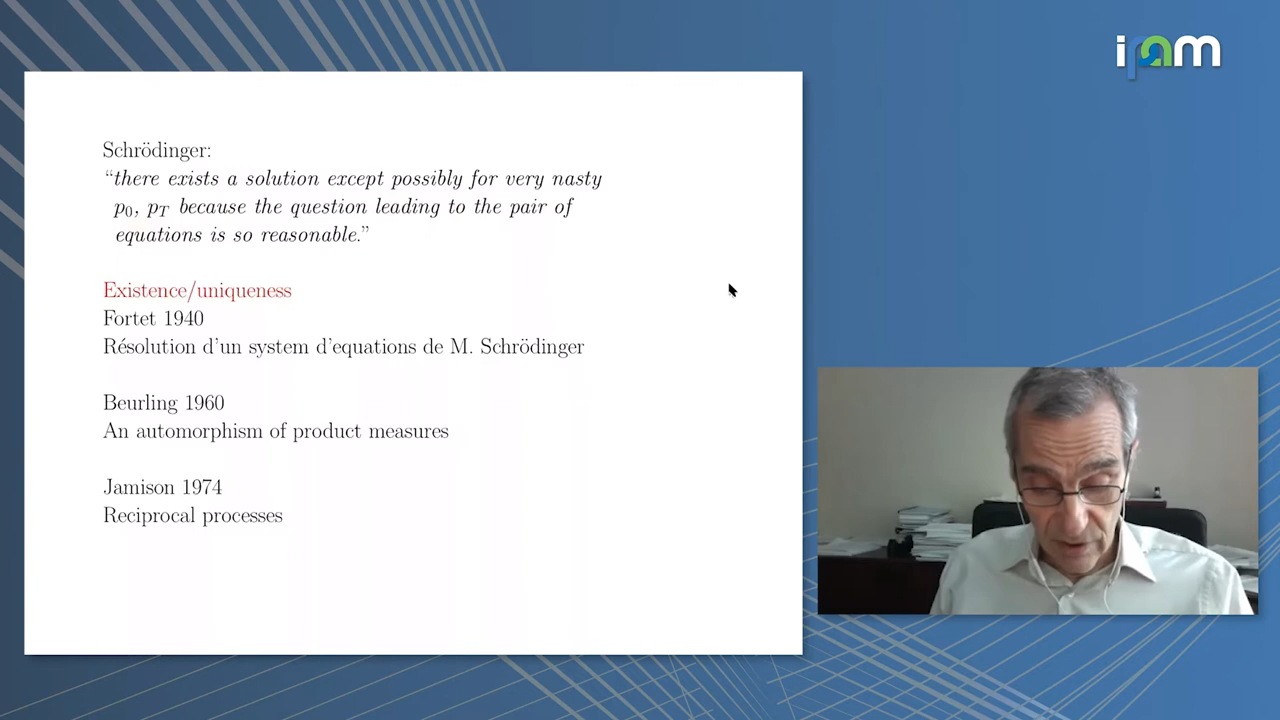 ipam
Schrödinger:
“there exists a solution except possibly for very nasty
p₀, p_T because the question leading to the pair of
equations is so reasonable.”
Existence/uniqueness
Fortet 1940
Résolution d’un system d’equations de M. Schrödinger
Beurling 1960
An automorphism of product measures
Jamison 1974
Reciprocal processes